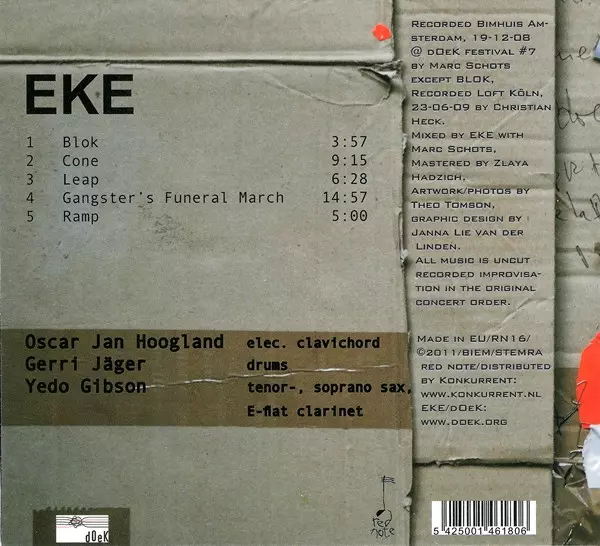 EKE
1 Blok 3:57
2 Cone 9:15
3 Leap 6:28
4 Gangster's Funeral March 14:57
5 Ramp 5:00
Oscar Jan Hoogland elec. clavichord
Gerri Jäger drums
Yedo Gibson tenor-, soprano sax,
E-flat clarinet
dOeK
red note
Recorded Bimhuis Am-
sterdam, 19-12-08
@ dOeK festival #7
by Marc Schots
except BLOK,
Recorded Loft Köln,
23-06-09 by Christian
Heck.
Mixed by EKE with
Marc Schots,
Mastered by Zlaya
Hadzich,
Artwork/photos by
Theo Tomson,
graphic design by
Janna Lie van der
Linden.
All music is uncut
recorded improvisa-
tion in the original
concert order.
Made in EU/RN16/
©2011/BIEM/STEMRA
red note/distributed
by Konkurrent:
www.konkurrent.nl
EKE/dOeK:
www.doek.org
5 425001 461806